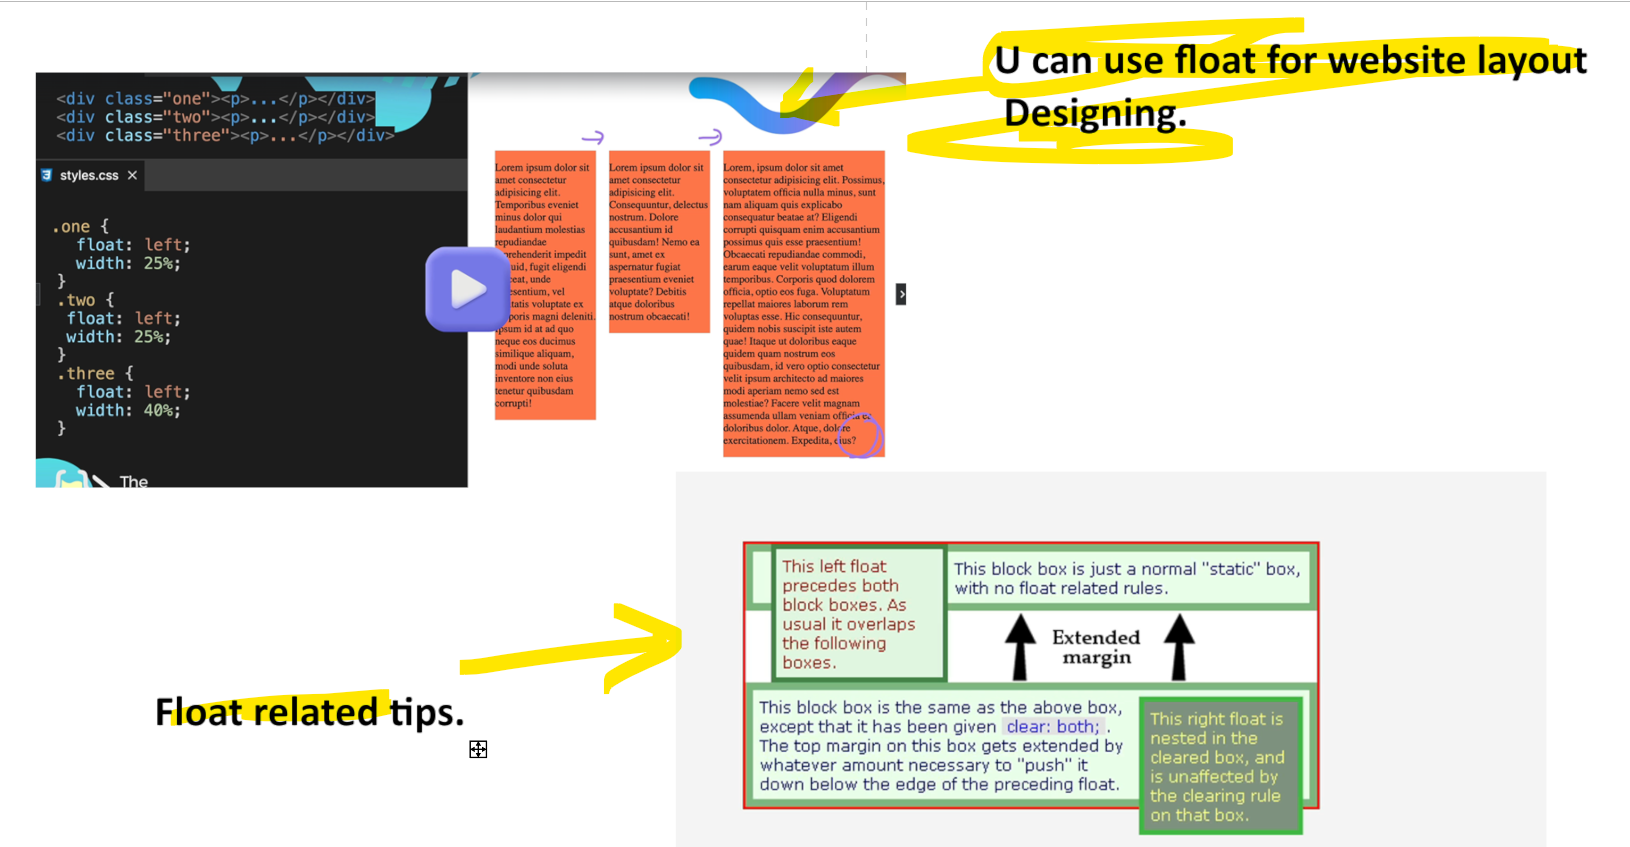 U can use float for website layout
Designing.
<div class="one"><p>...</p></div>
<div class="two"><p>...</p></div>
<div class="three"><p>...</p></div>
styles.css ×
.one {
float: left;
width: 25%;
}
.two {
float: left;
width: 25%;
}
.three {
float: left;
width: 40%;
}
The
Lorem ipsum dolor sit
amet consectetur
adipisicing elit.
Temporibus eveniet
minus dolor qui
laudantium molestias
repudiandae
impedit
fugit eligendi
unde
vel
voluptate ex
magni deleniti.
ipsum id at ad quo
neque eos ducimus
similique aliquam,
modi unde soluta
inventore non eius
tenetur quibusdam
corrupti!
Lorem ipsum dolor sit
amet consectetur
adipisicing elit.
Consequuntur, delectus
nostrum. Dolore
accusantium id
quibusdam! Nemo ea
sunt, amet ex
aspernatur fugiat
praesentium eveniet
voluptate? Debitis
atque doloribus
nostrum obcaecati!
Lorem, ipsum dolor sit amet
consectetur adipisicing elit. Possimus,
voluptatem officia nulla minus, sunt
nam aliquam quis explicabo
consequatur beatae at? Eligendi
corrupti quisquam enim accusantium
possimus quis esse praesentium!
Obcaecati repudiandae commodi,
earum eaque velit voluptatum illum
temporibus. Corporis quod dolorem
officia, optio eos fuga. Voluptatum
repellat maiores laborum rem
voluptas esse. Hic consequuntur,
quidem nobis suscipit iste autem
quae! Itaque ut doloribus eaque
quidem quam nostrum eos
quibusdam, id vero optio consectetur
velit ipsum architecto ad maiores
modi aperiam nemo sed est
molestiae? Facere velit magnam
assumenda ullam veniam officia ex
doloribus dolor. Atque, dolore
exercitationem. Expedita, eius?
This left float
precedes both
block boxes. As
usual it overlaps
the following
boxes.
This block box is just a normal "static" box,
with no float related rules.
Extended
margin
Float related tips.
This block box is the same as the above box,
except that it has been given clear: both; .
The top margin on this box gets extended by
whatever amount necessary to "push" it
down below the edge of the preceding float.
This right float is
nested in the
cleared box, and
is unaffected by
the clearing rule
on that box.